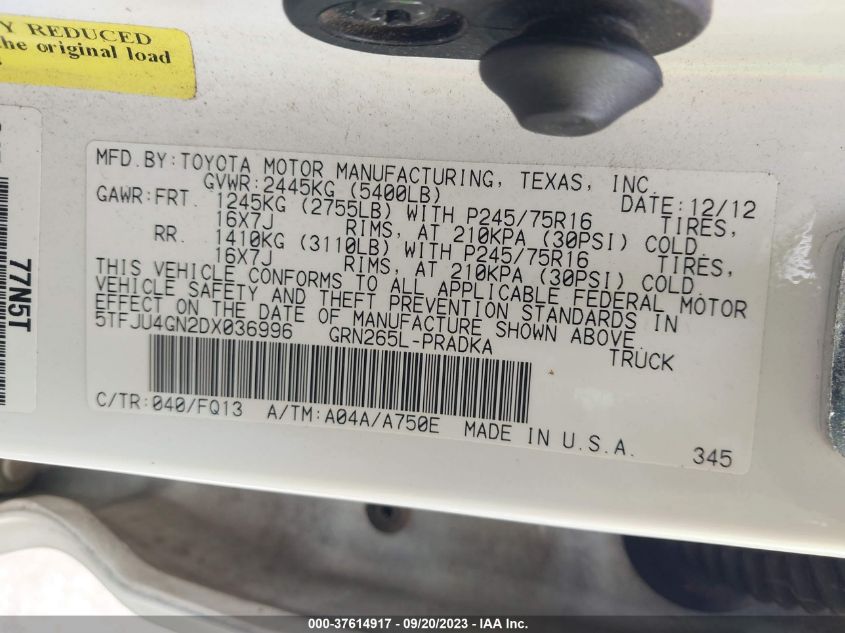 Y REDUCED
the original load
77N5T
MFD.BY:TOYOTA MOTOR MANUFACTURING, TEXAS, INC.
GVWR:2445KG (5400LB) DATE:12/12
GAWR:FRT. 1245KG (2755LB) WITH P245/75R16 TIRES,
16X7J RIMS, AT 210KPA (30PSI) COLD
RR. 1410KG (3110LB) WITH P245/75R16 TIRES,
16X7J RIMS, AT 210KPA (30PSI) COLD
THIS VEHICLE CONFORMS TO ALL APPLICABLE FEDERAL MOTOR
VEHICLE SAFETY AND THEFT PREVENTION STANDARDS IN
EFFECT ON THE DATE OF MANUFACTURE SHOWN ABOVE.
5TFJU4GN2DX036996 GRN265L-PRADKA TRUCK
C/TR:040/FQ13 A/TM:A04A/A750E MADE IN U.S.A.
345
000-37614917 - 09/20/2023 - IAA Inc.